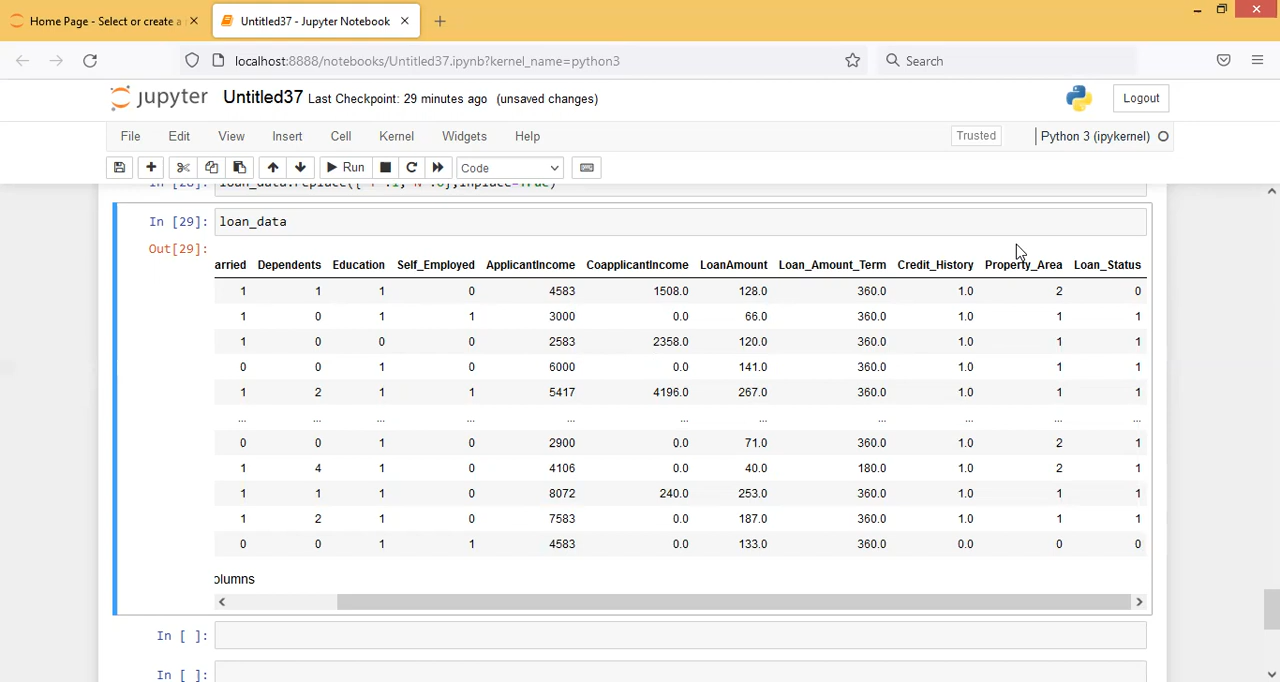 Home Page - Select or create a
Untitled37 - Jupyter Notebook
localhost:8888/notebooks/Untitled37.ipynb?kernel_name=python3
Search
jupyter Untitled37 Last Checkpoint: 29 minutes ago (unsaved changes)
Logout
File Edit View Insert Cell Kernel Widgets Help
Trusted
Python 3 (ipykernel)
Run
Code
In [29]: loan_data
Out[29]:
arried Dependents Education Self_Employed ApplicantIncome CoapplicantIncome LoanAmount Loan_Amount_Term Credit_History Property_Area Loan_Status
1 1 1 0 4583 1508.0 128.0 360.0 1.0 2 0
1 0 1 1 3000 0.0 66.0 360.0 1.0 1 1
1 0 0 0 2583 2358.0 120.0 360.0 1.0 1 1
0 0 1 0 6000 0.0 141.0 360.0 1.0 1 1
1 2 1 1 5417 4196.0 267.0 360.0 1.0 1 1
... ... ... ... ... ... ... ... ... ... ...
0 0 1 0 2900 0.0 71.0 360.0 1.0 2 1
1 4 1 0 4106 0.0 40.0 180.0 1.0 2 1
1 1 1 0 8072 240.0 253.0 360.0 1.0 1 1
1 2 1 0 7583 0.0 187.0 360.0 1.0 1 1
0 0 1 1 4583 0.0 133.0 360.0 0.0 0 0
olumns
In [ ]:
In [ ]: